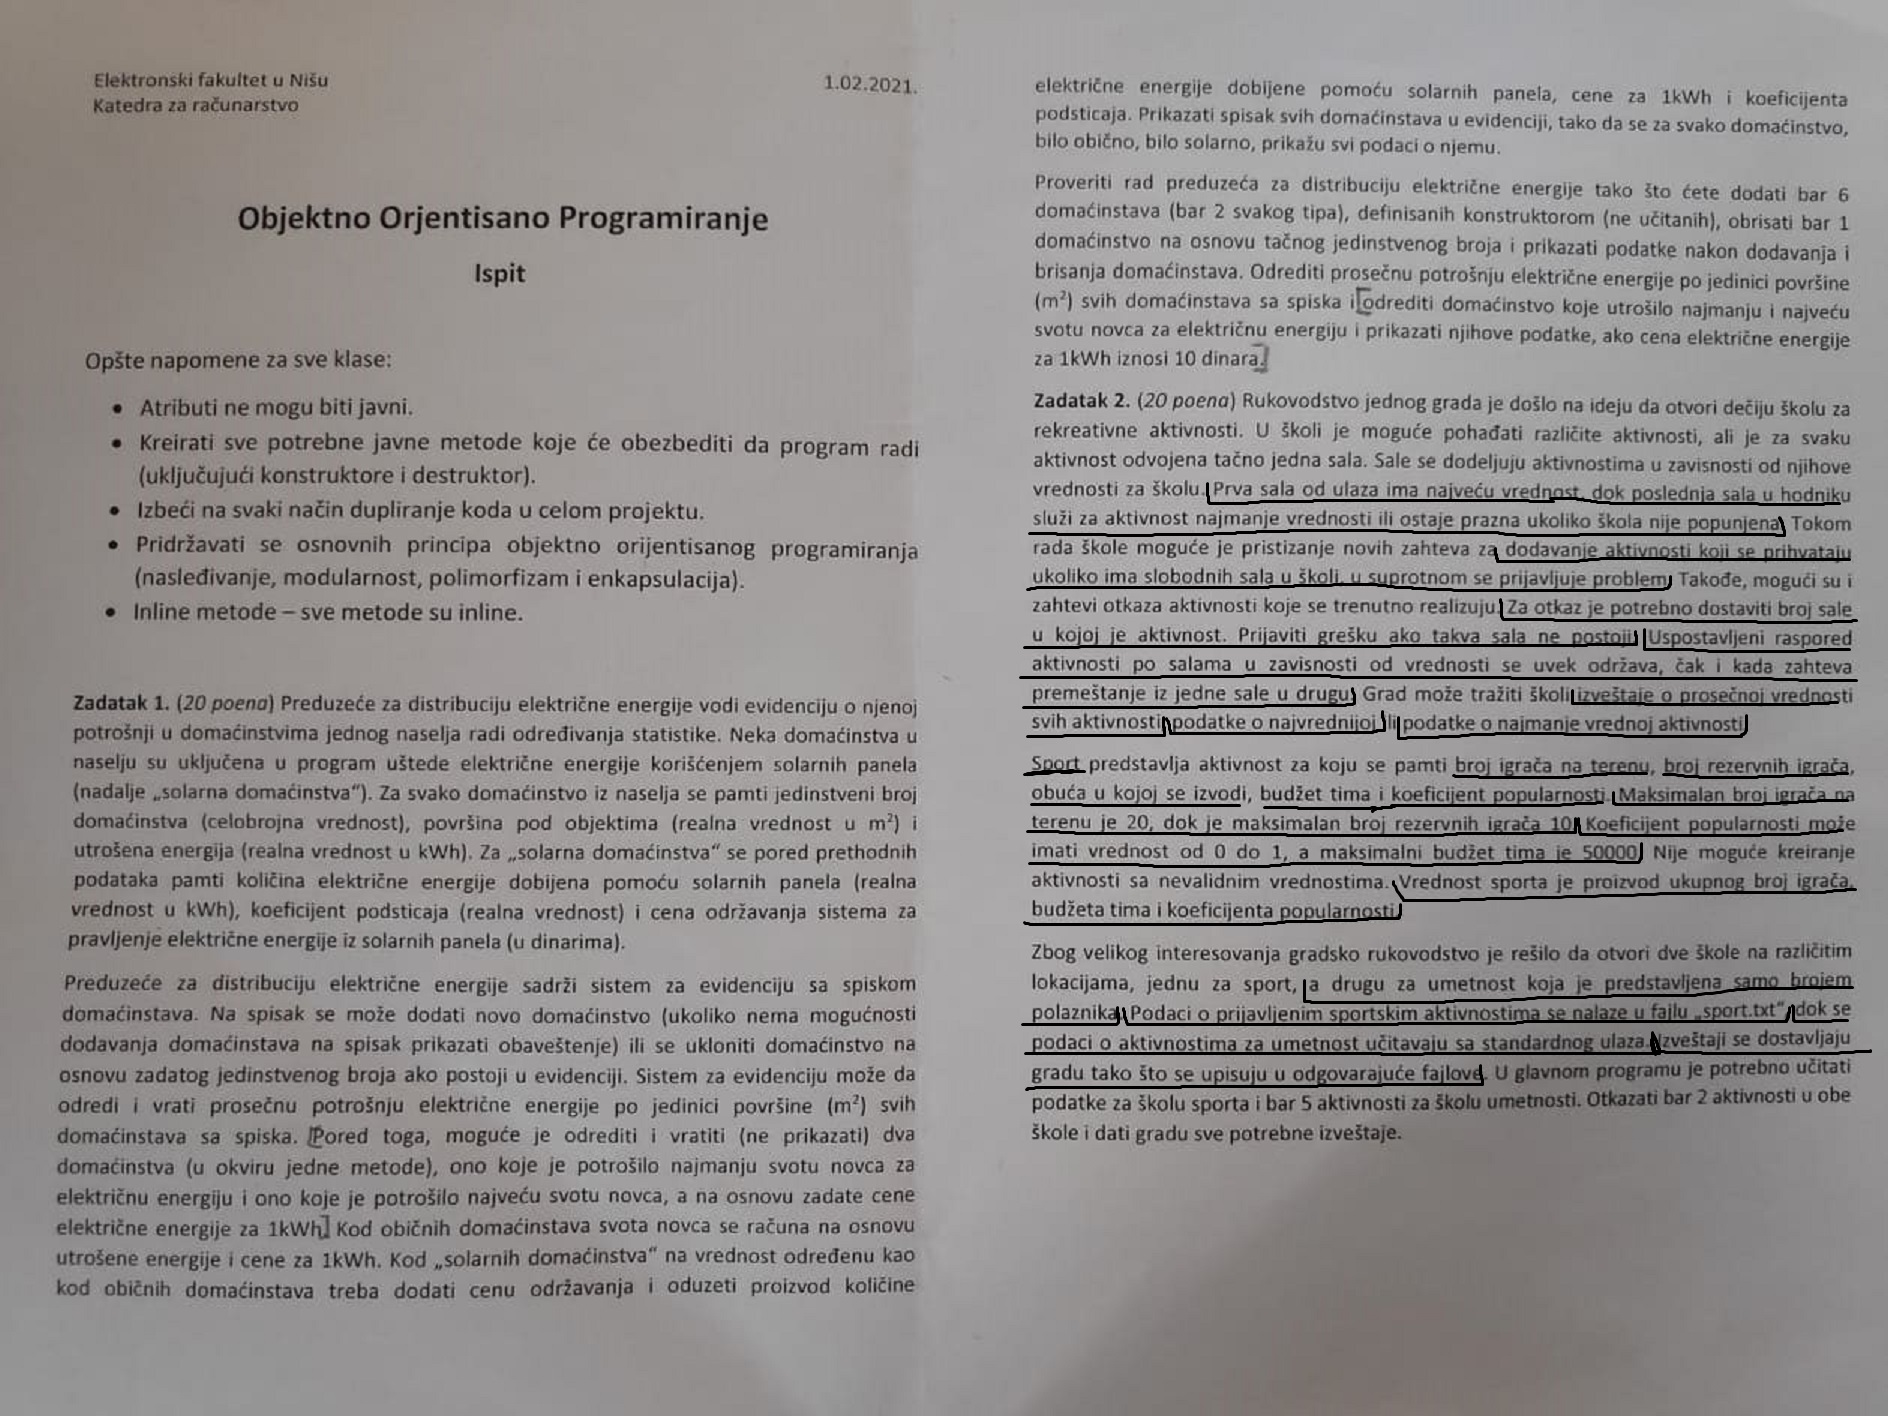 Elektronski fakultet u Nišu
1.02.2021.
Katedra za računarstvo
Objektno Orjentisano Programiranje
Ispit
Opšte napomene za sve klase:
• Atributi ne mogu biti javni.
• Kreirati sve potrebne javne metode koje će obezbediti da program radi
(uključujući konstruktore i destruktor).
• Izbeći na svaki način dupliranje koda u celom projektu.
• Pridržavati se osnovnih principa objektno orijentisanog programiranja
(nasleđivanje, modularnost, polimorfizam i enkapsulacija).
• Inline metode – sve metode su inline.
Zadatak 1. (20 poena) Preduzeće za distribuciju električne energije vodi evidenciju o njenoj
potrošnji u domaćinstvima jednog naselja radi određivanja statistike. Neka domaćinstva u
naselju su uključena u program uštede električne energije korišćenjem solarnih panela
(nadalje „solarna domaćinstva“). Za svako domaćinstvo iz naselja se pamti jedinstveni broj
domaćinstva (celobrojna vrednost), površina pod objektima (realna vrednost u m²) i
utrošena energija (realna vrednost u kWh). Za „solarna domaćinstva“ se pored prethodnih
podataka pamti količina električne energije dobijena pomoću solarnih panela (realna
vrednost u kWh), koeficijent podsticaja (realna vrednost) i cena održavanja sistema za
pravljenje električne energije iz solarnih panela (u dinarima).
Preduzeće za distribuciju električne energije sadrži sistem za evidenciju sa spiskom
domaćinstava. Na spisak se može dodati novo domaćinstvo (ukoliko nema mogućnosti
dodavanja domaćinstava na spisak prikazati obaveštenje) ili se ukloniti domaćinstvo na
osnovu zadatog jedinstvenog broja ako postoji u evidenciji. Sistem za evidenciju može da
odredi i vrati prosečnu potrošnju električne energije po jedinici površine (m²) svih
domaćinstava sa spiska. Pored toga, moguće je odrediti i vratiti (ne prikazati) dva
domaćinstva (u okviru jedne metode), ono koje je potrošilo najmanju svotu novca za
električnu energiju i ono koje je potrošilo najveću svotu novca, a na osnovu zadate cene
električne energije za 1kWh. Kod običnih domaćinstava svota novca se računa na osnovu
utrošene energije i cene za 1kWh. Kod „solarnih domaćinstva“ na vrednost određenu kao
kod običnih domaćinstava treba dodati cenu održavanja i oduzeti proizvod količine
električne energije dobijene pomoću solarnih panela, cene za 1kWh i koeficijenta
podsticaja. Prikazati spisak svih domaćinstava u evidenciji, tako da se za svako domaćinstvo,
bilo obično, bilo solarno, prikažu svi podaci o njemu.
Proveriti rad preduzeća za distribuciju električne energije tako što ćete dodati bar 6
domaćinstava (bar 2 svakog tipa), definisanih konstruktorom (ne učitanih), obrisati bar 1
domaćinstvo na osnovu tačnog jedinstvenog broja i prikazati podatke nakon dodavanja i
brisanja domaćinstava. Odrediti prosečnu potrošnju električne energije po jedinici površine
(m²) svih domaćinstava sa spiska i odrediti domaćinstvo koje utrošilo najmanju i najveću
svotu novca za električnu energiju i prikazati njihove podatke, ako cena električne energije
za 1kWh iznosi 10 dinara.
Zadatak 2. (20 poena) Rukovodstvo jednog grada je došlo na ideju da otvori dečiju školu za
rekreativne aktivnosti. U školi je moguće pohađati različite aktivnosti, ali je za svaku
aktivnost odvojena tačno jedna sala. Sale se dodeljuju aktivnostima u zavisnosti od njihove
vrednosti za školu. Prva sala od ulaza ima najveću vrednost, dok poslednja sala u hodniku
služi za aktivnost najmanje vrednosti ili ostaje prazna ukoliko škola nije popunjena. Tokom
rada škole moguće je pristizanje novih zahteva za dodavanje aktivnosti koji se prihvataju
ukoliko ima slobodnih sala u školi, u suprotnom se prijavljuje problem. Takođe, mogući su i
zahtevi otkaza aktivnosti koje se trenutno realizuju. Za otkaz je potrebno dostaviti broj sale
u kojoj je aktivnost. Prijaviti grešku ako takva sala ne postoji. Uspostavljeni raspored
aktivnosti po salama u zavisnosti od vrednosti se uvek održava, čak i kada zahteva
premeštanje iz jedne sale u drugu. Grad može tražiti školi izveštaje o prosečnoj vrednosti
svih aktivnosti, podatke o najvrednijoj ili podatke o najmanje vrednoj aktivnosti.
Sport predstavlja aktivnost za koju se pamti broj igrača na terenu, broj rezervnih igrača,
obuća u kojoj se izvodi, budžet tima i koeficijent popularnosti. Maksimalan broj igrača na
terenu je 20, dok je maksimalan broj rezervnih igrača 10. Koeficijent popularnosti može
imati vrednost od 0 do 1, a maksimalni budžet tima je 50000. Nije moguće kreiranje
aktivnosti sa nevalidnim vrednostima. Vrednost sporta je proizvod ukupnog broj igrača,
budžeta tima i koeficijenta popularnosti.
Zbog velikog interesovanja gradsko rukovodstvo je rešilo da otvori dve škole na različitim
lokacijama, jednu za sport, a drugu za umetnost koja je predstavljena samo brojem
polaznika. Podaci o prijavljenim sportskim aktivnostima se nalaze u fajlu „sport.txt“, dok se
podaci o aktivnostima za umetnost učitavaju sa standardnog ulaza. Izveštaji se dostavljaju
gradu tako što se upisuju u odgovarajuće fajlove. U glavnom programu je potrebno učitati
podatke za školu sporta i bar 5 aktivnosti za školu umetnosti. Otkazati bar 2 aktivnosti u obe
škole i dati gradu sve potrebne izveštaje.